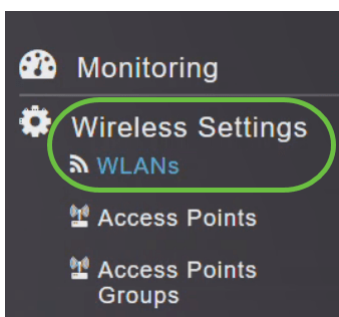 Monitoring
Wireless Settings
WLANs
Access Points
Access Points
Groups